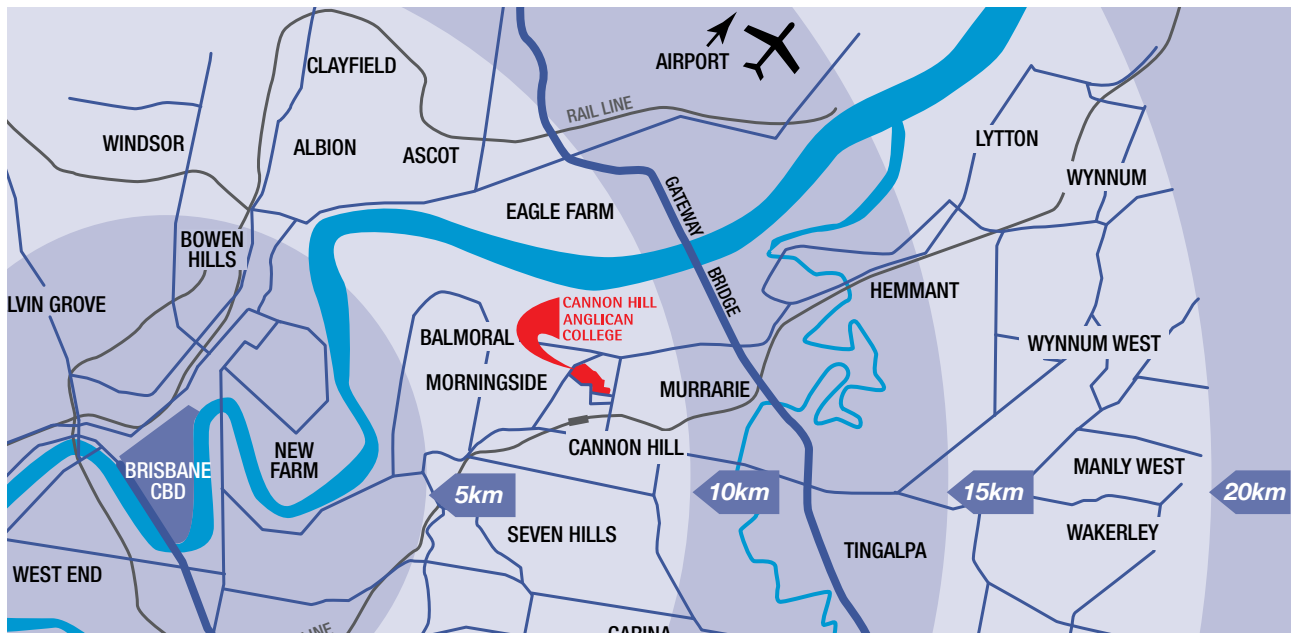 CLAYFIELD
AIRPORT
RAIL LINE
WINDSOR
ALBION
ASCOT
LYTTON
WYNNUM
GATEWAY
BRIDGE
EAGLE FARM
BOWEN
HILLS
LVIN GROVE
HEMMANT
CANNON HILL
ANGLICAN
COLLEGE
BALMORAL
WYNNUM WEST
MORNINGSIDE
MURRARIE
NEW
FARM
CANNON HILL
BRISBANE
CBD
MANLY WEST
5km
10km
15km
20km
SEVEN HILLS
WAKERLEY
TINGALPA
WEST END
LINE